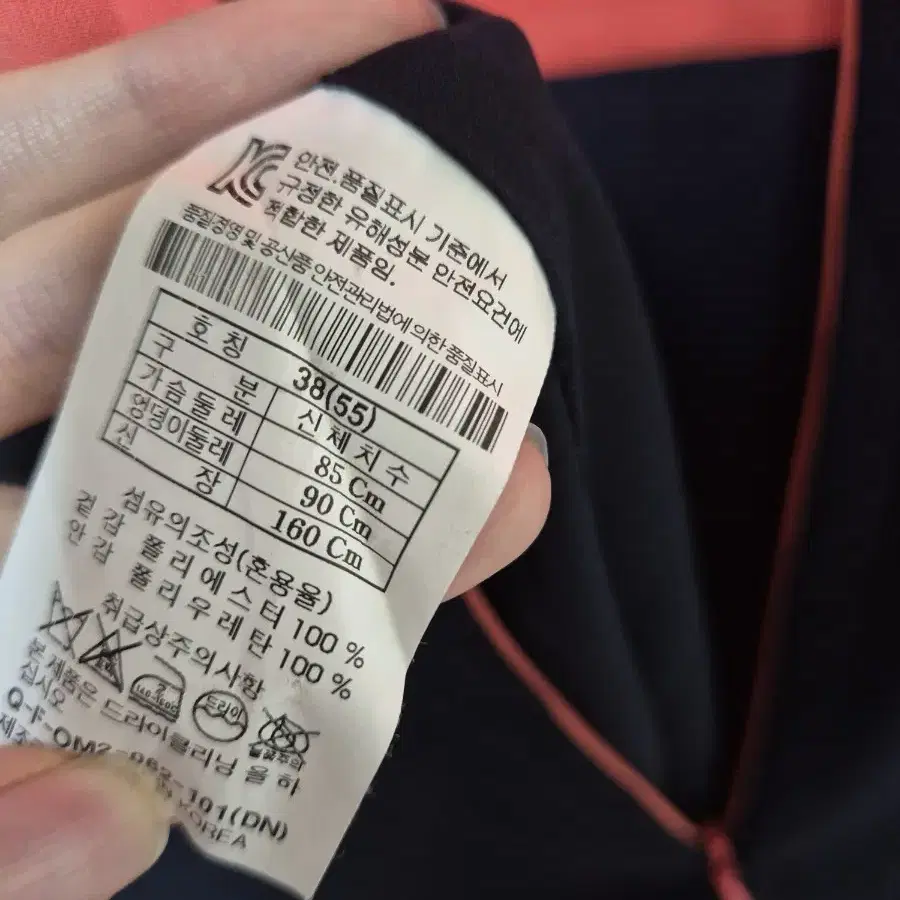 KC 안전.품질표시 기준에서
규정한 유해성분 안전요건에
적합한 제품임.
품질경영 및 공산품안전관리법에 의한 품질표시
호 칭 38(55)
구 분 신체치수
가슴둘레 85 Cm
엉덩이둘레 90 Cm
신 장 160 Cm
섬유의조성(혼용율)
겉 감 폴리에스터 100 %
안 감 폴리우레탄 100 %
취급상주의사항
드라이
본 제품은 드라이클리닝 을 하
십시오
101(DN)
KOREA